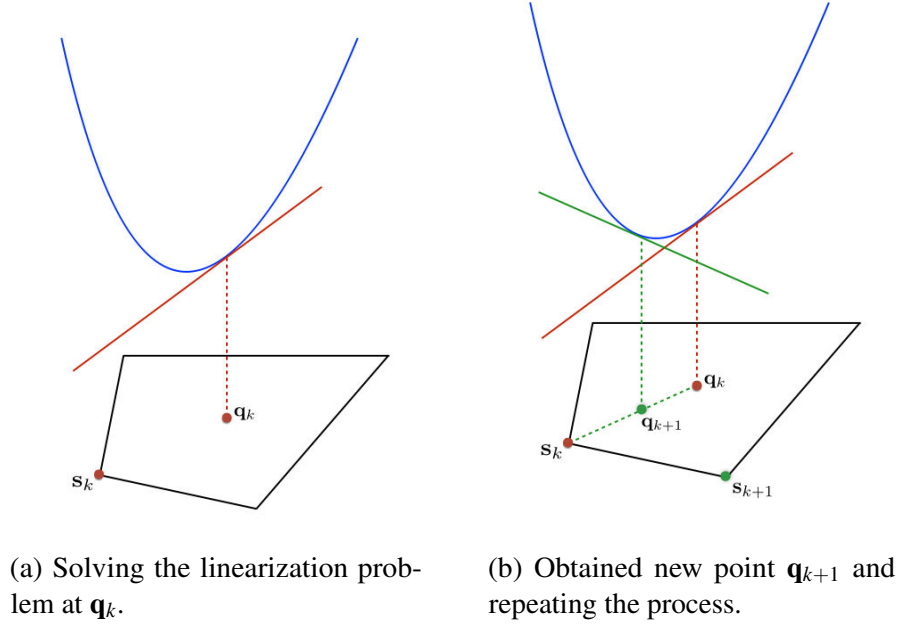 q_k
s_k
q_k
q_{k+1}
s_k
s_{k+1}
(a) Solving the linearization prob-
lem at q_k.
(b) Obtained new point q_{k+1} and
repeating the process.